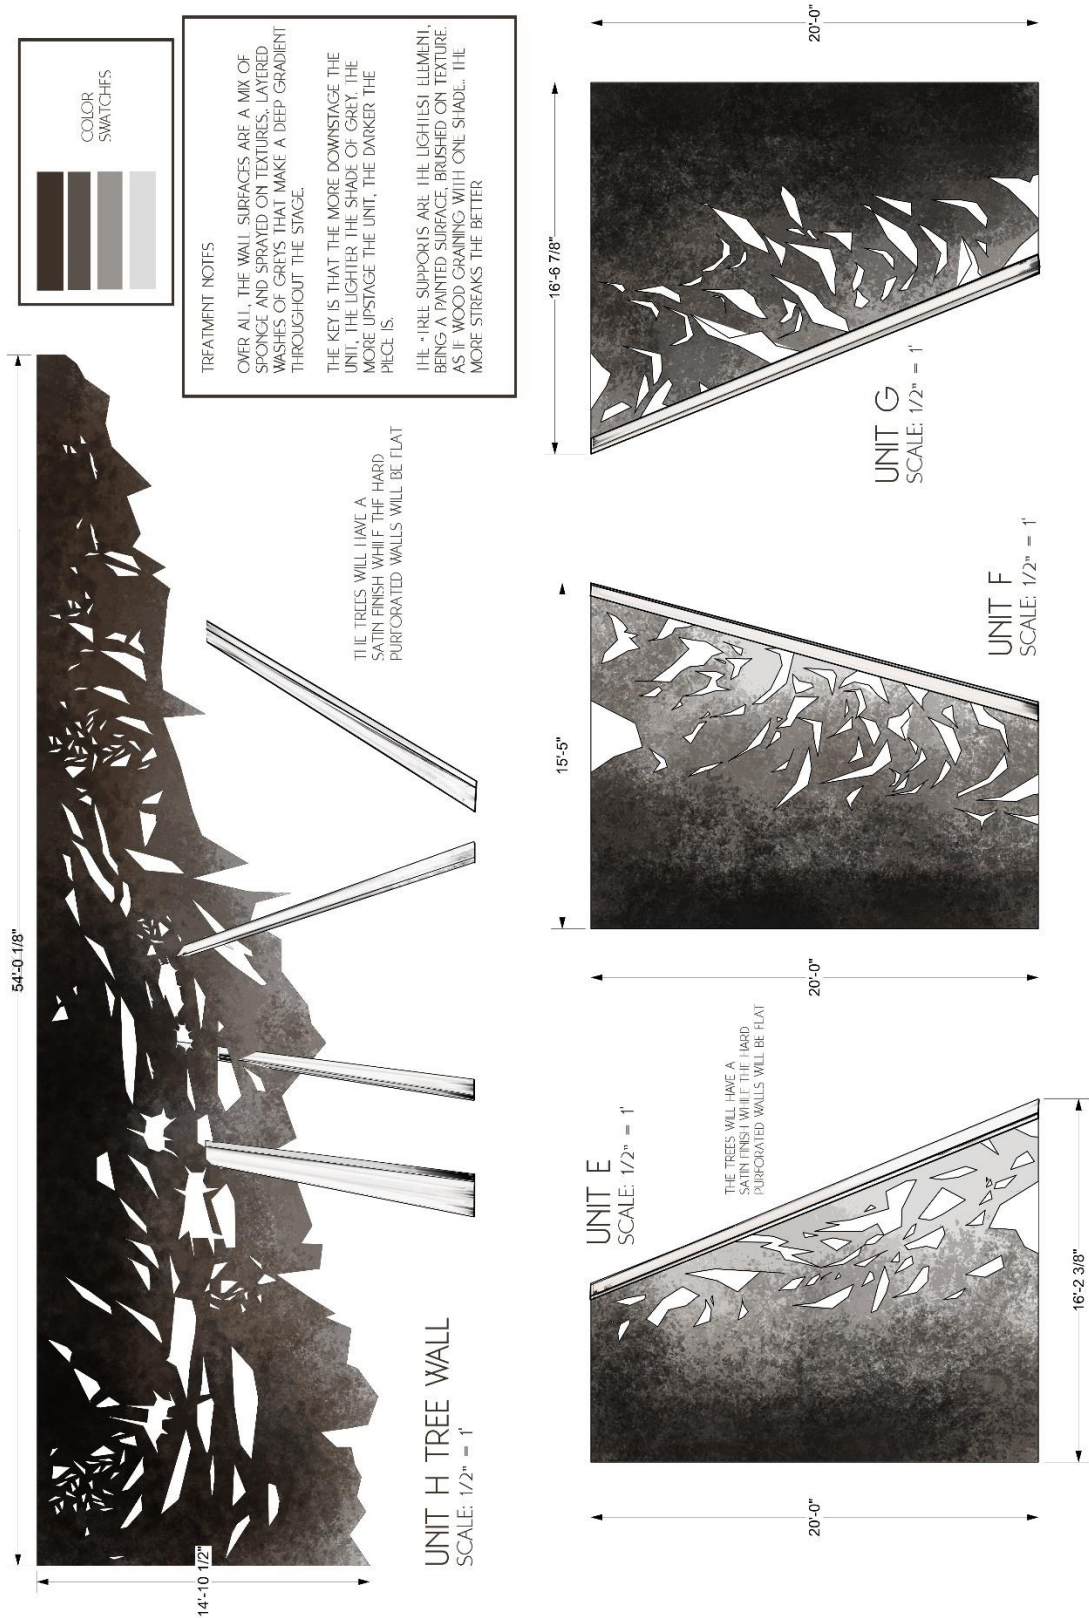 54'-0 1/8"
14'-10 1/2"
UNIT H TREE WALL
SCALE: 1/2" = 1'
THE TREES WILL HAVE A
SATIN FINISH WHILE THE HARD
PURFORATED WALLS WILL BE FLAT
COLOR
SWATCHES
TREATMENT NOTES
OVER ALL, THE WALL SURFACES ARE A MIX OF
SPONGE AND SPRAYED ON TEXTURES, LAYERED
WASHES OF GREYS THAT MAKE A DEEP GRADIENT
THROUGHOUT THE STAGE.
THE KEY IS THAT THE MORE DOWNSTAGE THE
UNIT, THE LIGHTER THE SHADE OF GREY. THE
MORE UPSTAGE THE UNIT, THE DARKER THE
PIECE IS.
THE "TREE SUPPORTS ARE THE LIGHTEST ELEMENT,
BEING A PAINTED SURFACE, BRUSHED ON TEXTURE.
AS IF WOOD GRAINING WITH ONE SHADE.. THE
MORE STREAKS THE BETTER
20'-0"
UNIT E
SCALE: 1/2" = 1'
THE TREES WILL HAVE A
SATIN FINISH WHILE THE HARD
PURFORATED WALLS WILL BE FLAT
16'-2 3/8"
20'-0"
15'-5"
UNIT F
SCALE: 1/2" = 1'
16'-6 7/8"
20'-0"
UNIT G
SCALE: 1/2" = 1'